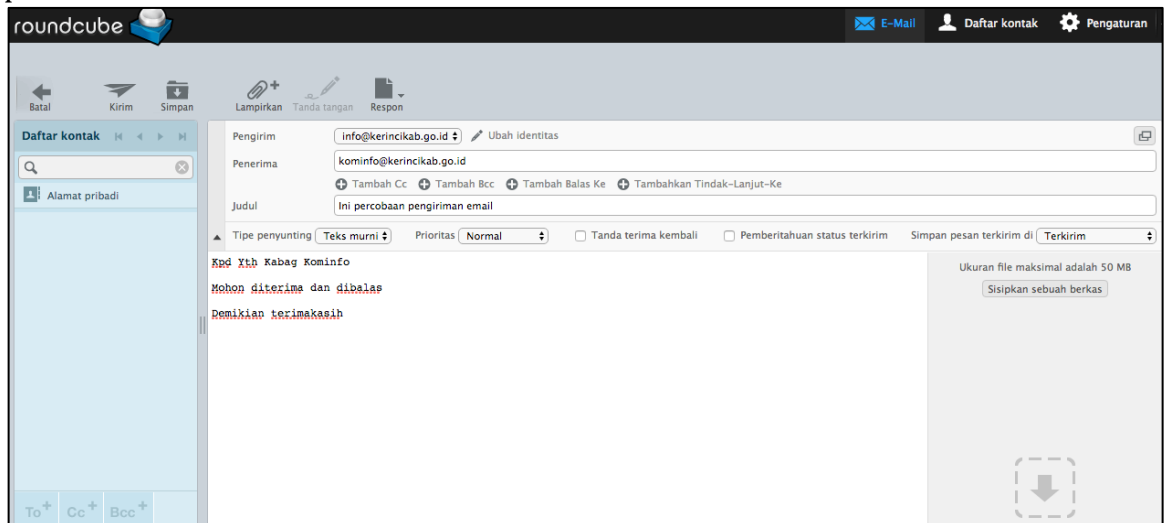 roundcube
E-Mail Daftar kontak Pengaturan
Batal Kirim Simpan Lampirkan Tanda tangan Respon
Daftar kontak
Alamat pribadi
Pengirim info@kerincikab.go.id Ubah identitas
Penerima kominfo@kerincikab.go.id
Tambah Cc Tambah Bcc Tambah Balas Ke Tambahkan Tindak-Lanjut-Ke
Judul Ini percobaan pengiriman email
Tipe penyunting Teks murni Prioritas Normal Tanda terima kembali Pemberitahuan status terkirim Simpan pesan terkirim di Terkirim
Kpd Yth Kabag Kominfo
Mohon diterima dan dibalas
Demikian terimakasih
Ukuran file maksimal adalah 50 MB
Sisipkan sebuah berkas
To+ Cc+ Bcc+